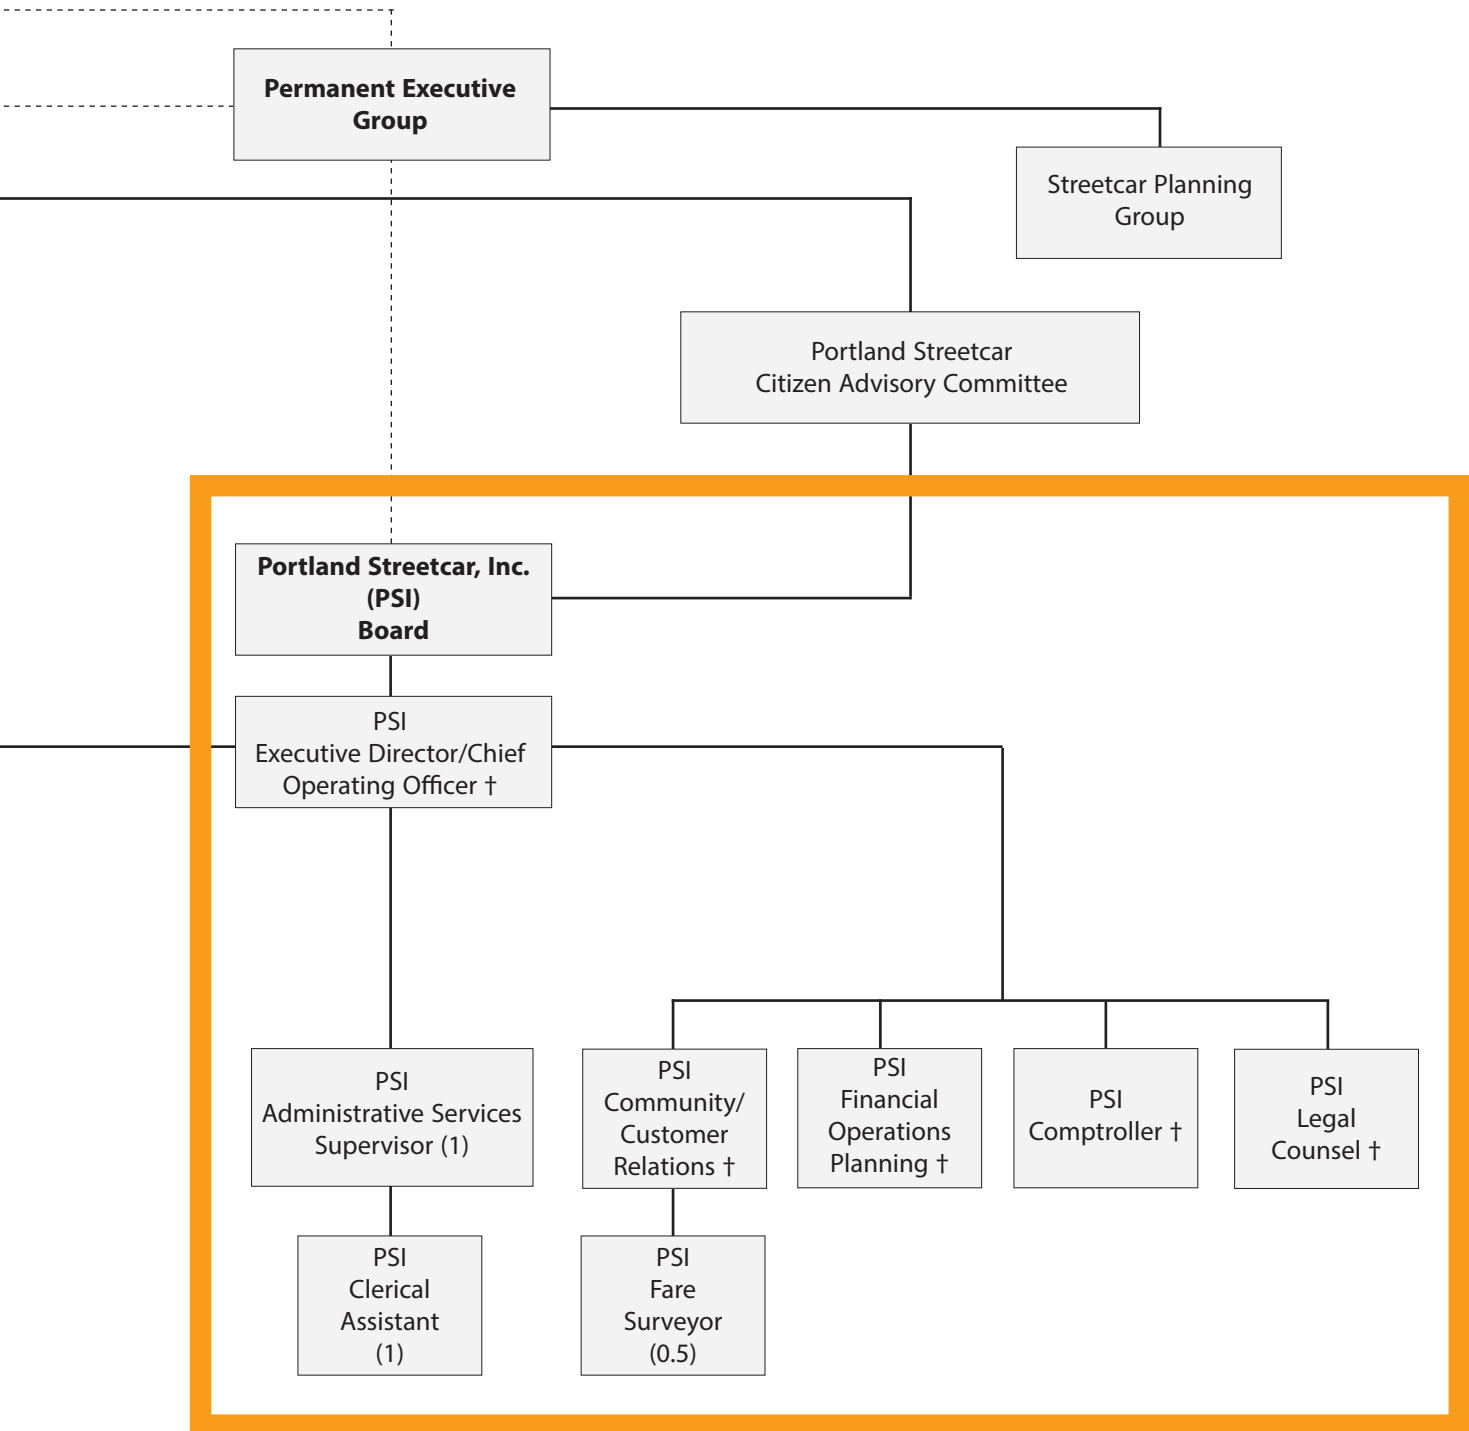 Permanent Executive
Group
Streetcar Planning
Group
Portland Streetcar
Citizen Advisory Committee
Portland Streetcar, Inc.
(PSI)
Board
PSI
Executive Director/Chief
Operating Officer †
PSI
Administrative Services
Supervisor (1)
PSI
Community/
Customer
Relations †
PSI
Financial
Operations
Planning †
PSI
Comptroller †
PSI
Legal
Counsel †
PSI
Clerical
Assistant
(1)
PSI
Fare
Surveyor
(0.5)